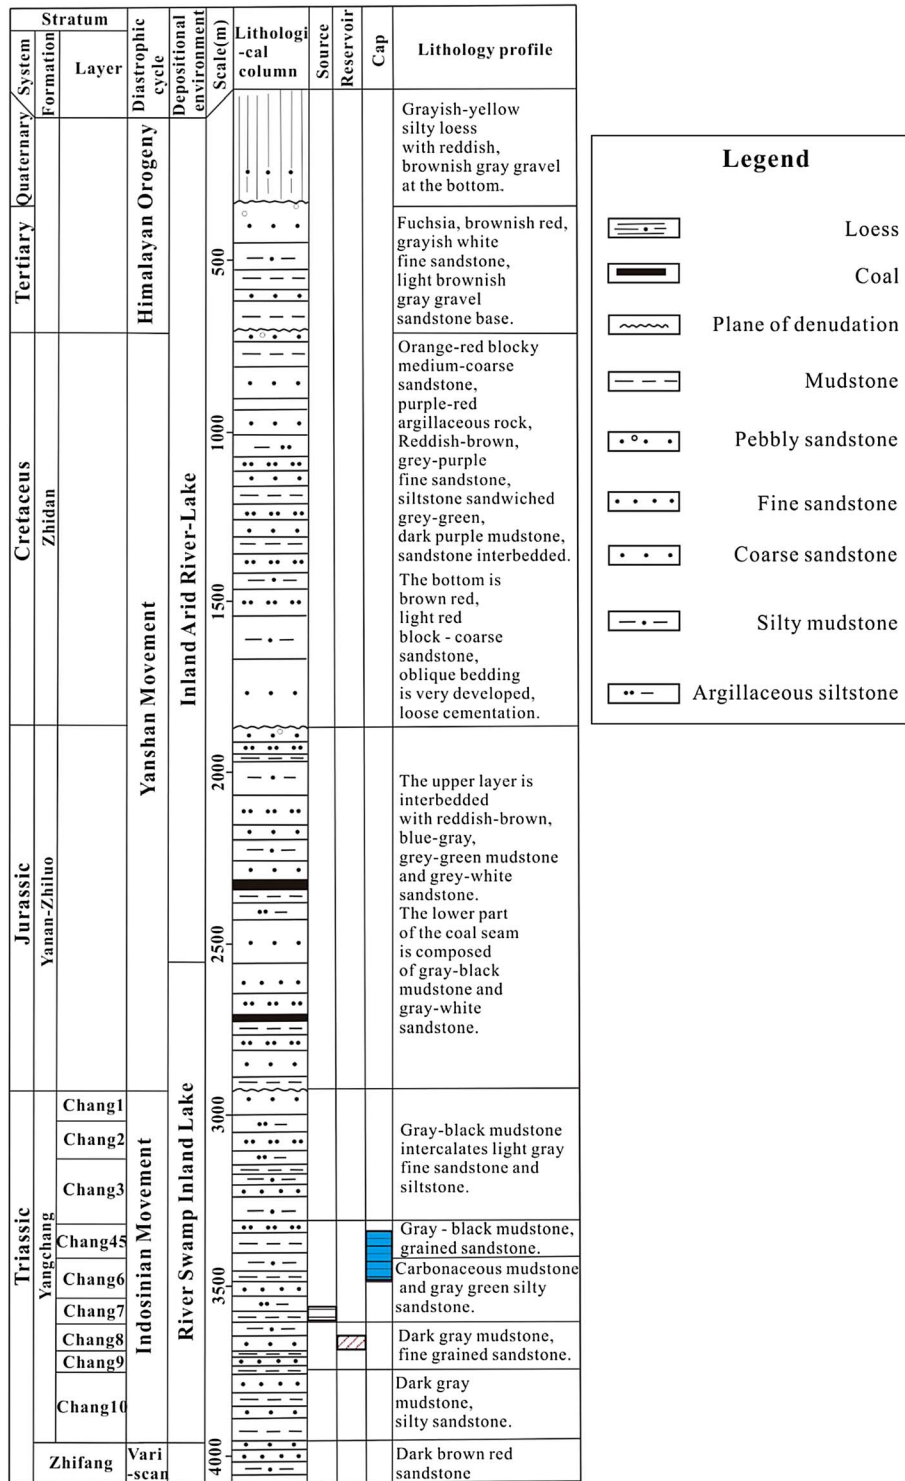 Stratum
System
Formation
Layer
Diastrophic
cycle
Depositional
environment
Scale(m)
Lithologi
-cal
column
Source
Reservoir
Cap
Lithology profile
Quaternary
Tertiary
Cretaceus
Jurassic
Triassic
Zhidan
Yanan-Zhiluo
Yangchang
Zhifang
Chang1
Chang2
Chang3
Chang45
Chang6
Chang7
Chang8
Chang9
Chang10
Himalayan Orogeny
Yanshan Movement
Indosinian Movement
Vari
-scan
Inland Arid River-Lake
River Swamp Inland Lake
500
1000
1500
2000
2500
3000
3500
4000
Grayish-yellow
silty loess
with reddish,
brownish gray gravel
at the bottom.
Fuchsia, brownish red,
grayish white
fine sandstone,
light brownish
gray gravel
sandstone base.
Orange-red blocky
medium-coarse
sandstone,
purple-red
argillaceous rock,
Reddish-brown,
grey-purple
fine sandstone,
siltstone sandwiched
grey-green,
dark purple mudstone,
sandstone interbedded.
The bottom is
brown red,
light red
block - coarse
sandstone,
oblique bedding
is very developed,
loose cementation.
The upper layer is
interbedded
with reddish-brown,
blue-gray,
grey-green mudstone
and grey-white
sandstone.
The lower part
of the coal seam
is composed
of gray-black
mudstone and
gray-white
sandstone.
Gray-black mudstone
intercalates light gray
fine sandstone and
siltstone.
Gray - black mudstone,
grained sandstone.
Carbonaceous mudstone
and gray green silty
sandstone.
Dark gray mudstone,
fine grained sandstone.
Dark gray
mudstone,
silty sandstone.
Dark brown red
sandstone
Legend
Loess
Coal
Plane of denudation
Mudstone
Pebbly sandstone
Fine sandstone
Coarse sandstone
Silty mudstone
Argillaceous siltstone